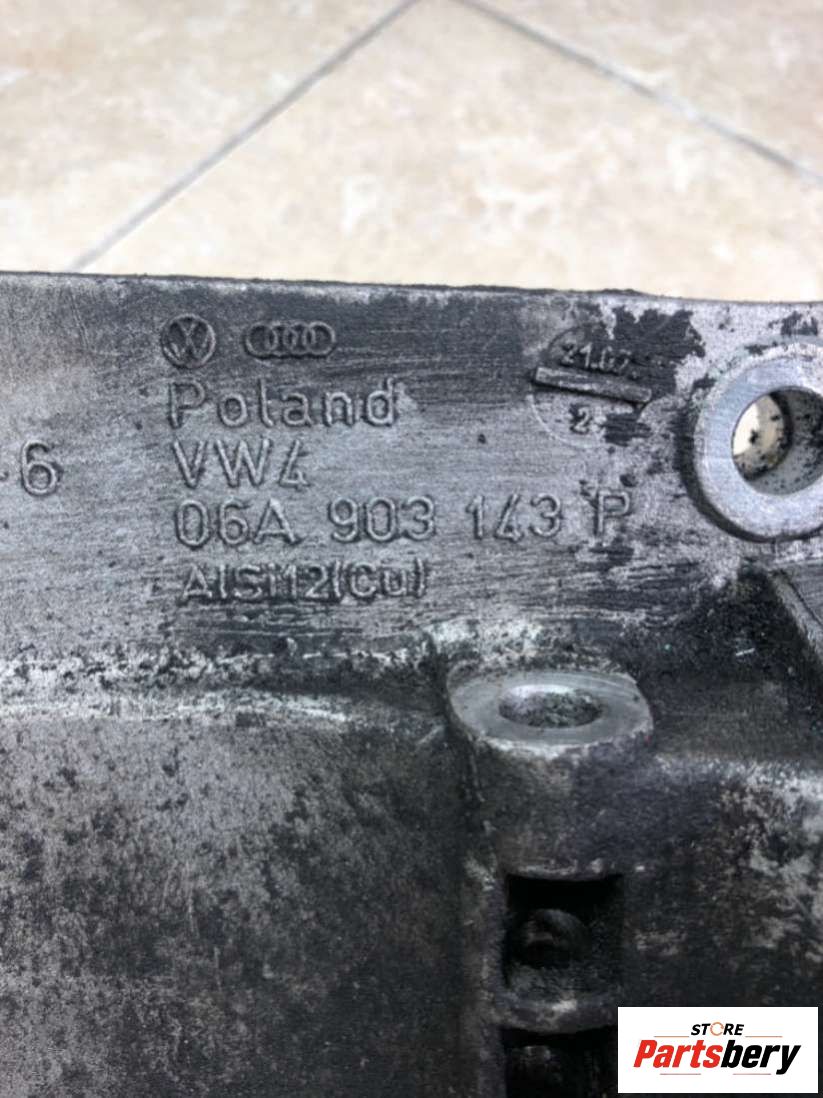 Poland
21.07
2
VW4
-6
06A 903 143 P
AlSi12(Cu)
STORE
Partsbery